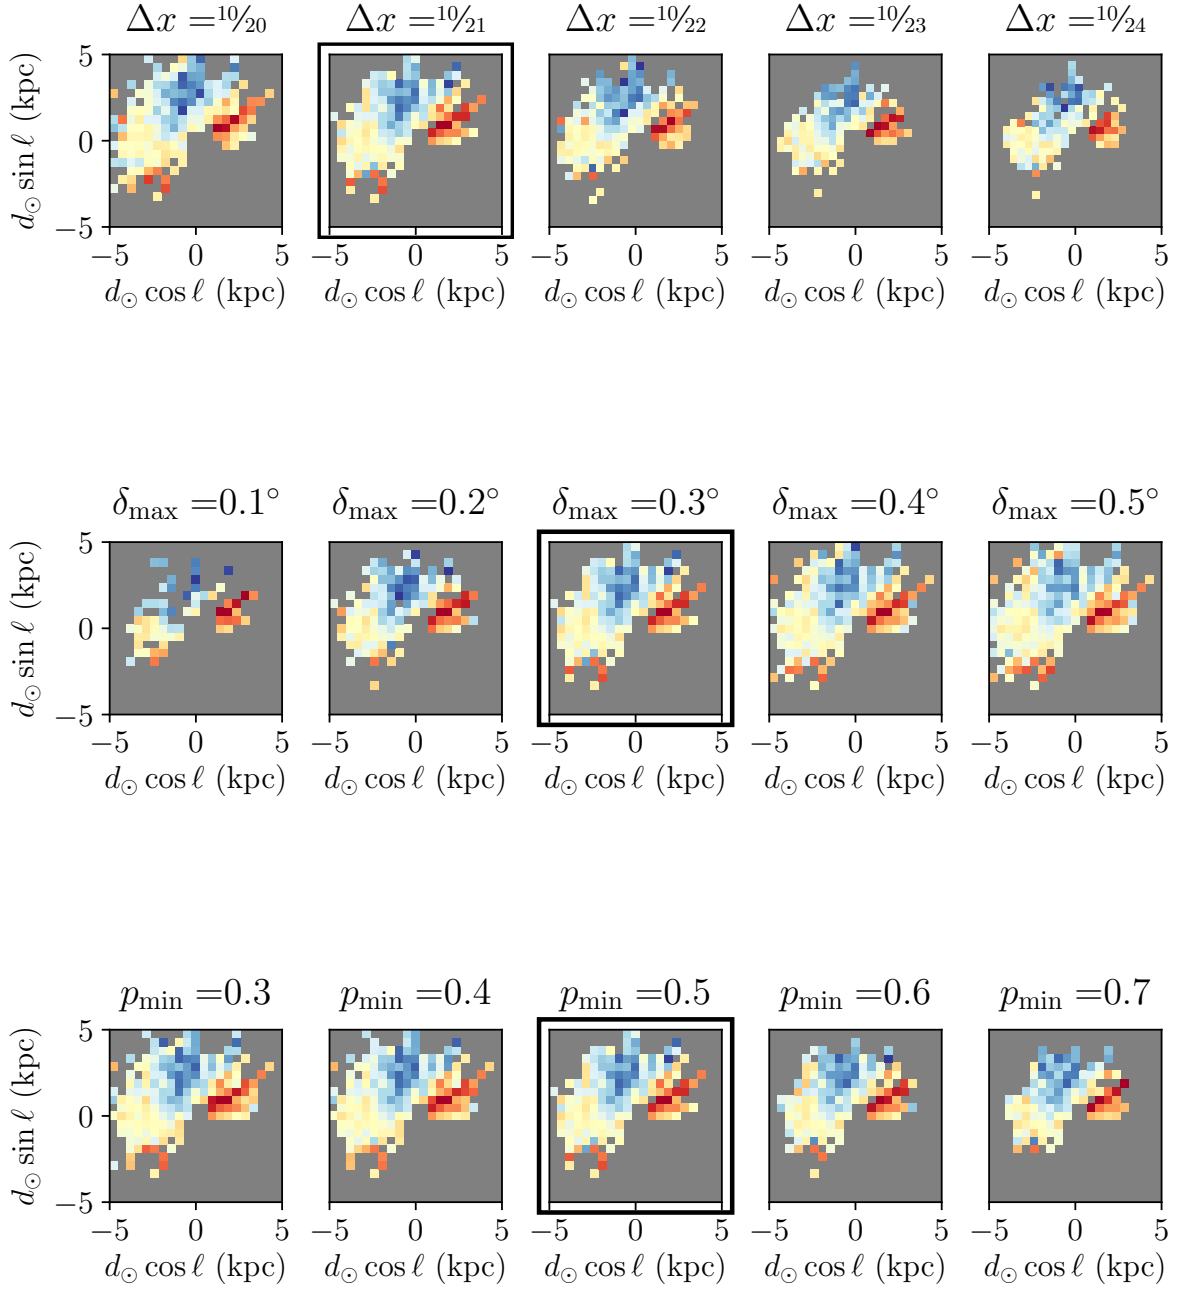 Δx =10/20 Δx =10/21 Δx =10/22 Δx =10/23 Δx =10/24
5
0
−5
d⊙ sin ℓ (kpc)
−5 0 5 −5 0 5 −5 0 5 −5 0 5 −5 0 5
d⊙ cos ℓ (kpc) d⊙ cos ℓ (kpc) d⊙ cos ℓ (kpc) d⊙ cos ℓ (kpc) d⊙ cos ℓ (kpc)
δmax =0.1° δmax =0.2° δmax =0.3° δmax =0.4° δmax =0.5°
5
0
−5
d⊙ sin ℓ (kpc)
−5 0 5 −5 0 5 −5 0 5 −5 0 5 −5 0 5
d⊙ cos ℓ (kpc) d⊙ cos ℓ (kpc) d⊙ cos ℓ (kpc) d⊙ cos ℓ (kpc) d⊙ cos ℓ (kpc)
pmin =0.3 pmin =0.4 pmin =0.5 pmin =0.6 pmin =0.7
5
0
−5
d⊙ sin ℓ (kpc)
−5 0 5 −5 0 5 −5 0 5 −5 0 5 −5 0 5
d⊙ cos ℓ (kpc) d⊙ cos ℓ (kpc) d⊙ cos ℓ (kpc) d⊙ cos ℓ (kpc) d⊙ cos ℓ (kpc)